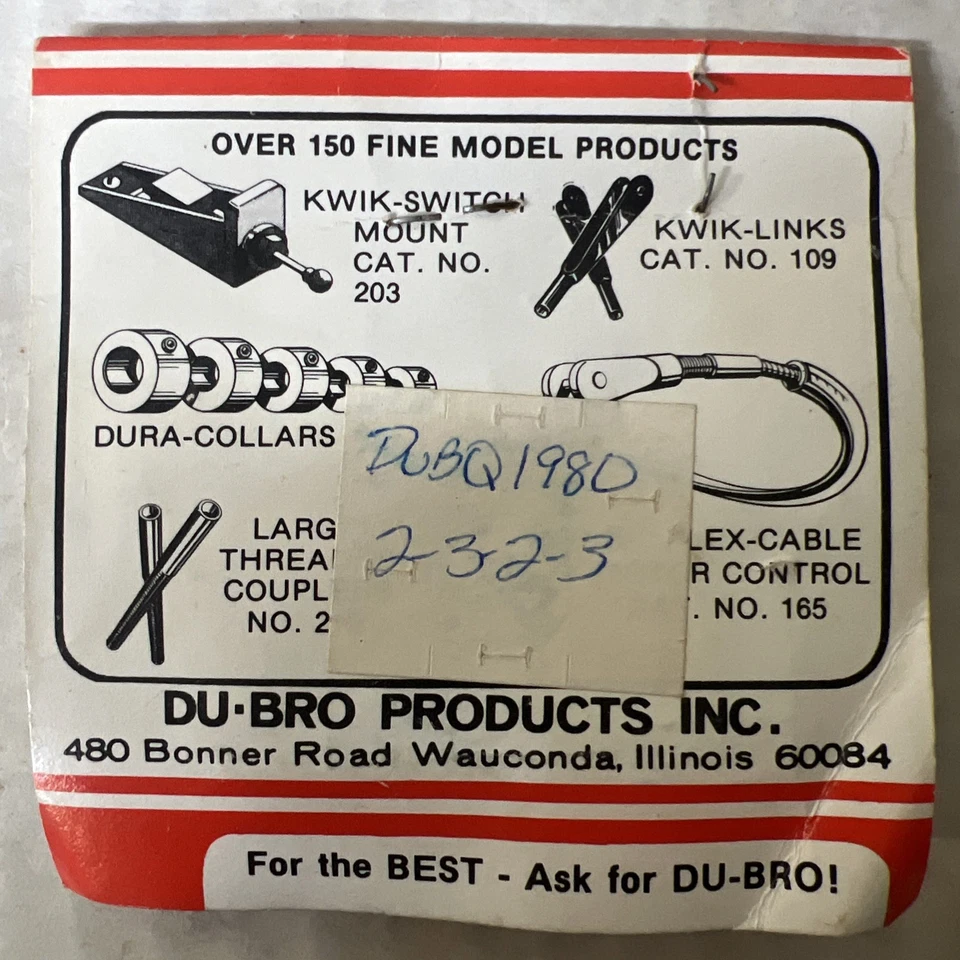 OVER 150 FINE MODEL PRODUCTS
KWIK-SWITCH
MOUNT
CAT. NO.
203
KWIK-LINKS
CAT. NO. 109
DURA-COLLARS
DUBQ1980
2-3-2-3
LARG
THREA
COUPL
NO. 2
LEX-CABLE
R CONTROL
. NO. 165
DU·BRO PRODUCTS INC.
480 Bonner Road Wauconda, Illinois 60084
For the BEST - Ask for DU-BRO!